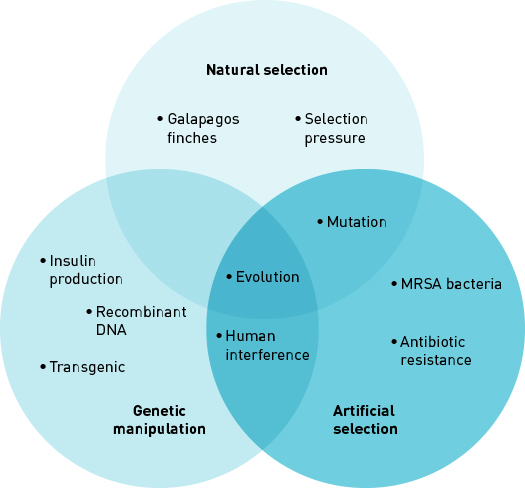 Natural selection
• Galapagos
finches
• Selection
pressure
• Mutation
• Insulin
production
• Evolution
• MRSA bacteria
• Recombinant
DNA
• Human
interference
• Antibiotic
resistance
• Transgenic
Genetic
manipulation
Artificial
selection